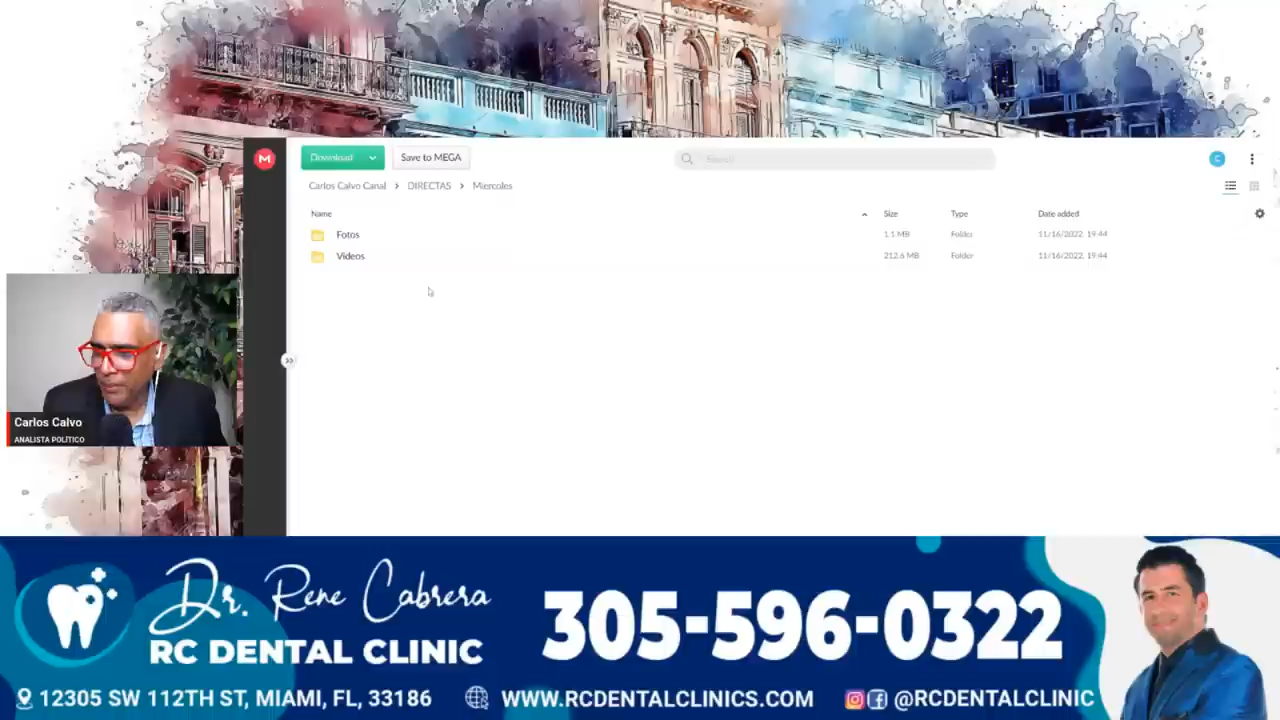 M
Download
Save to MEGA
Search
C
Carlos Calvo Canal > DIRECTAS > Miercoles
Name Size Type Date added
Fotos 1.1 MB Folder 11/16/2022, 19:44
Videos 212.6 MB Folder 11/16/2022, 19:44
Carlos Calvo
ANALISTA POLÍTICO
Dr. Rene Cabrera
RC DENTAL CLINIC
305-596-0322
12305 SW 112TH ST, MIAMI, FL, 33186
WWW.RCDENTALCLINICS.COM
@RCDENTALCLINIC